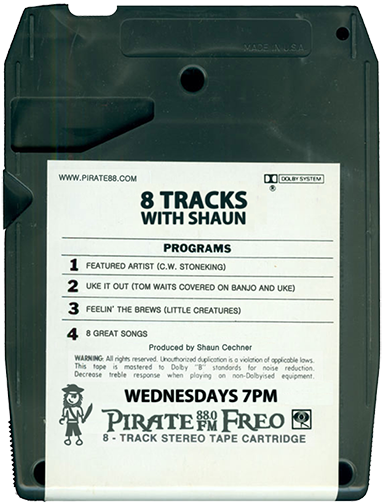 MADE IN U.S.A.
WWW.PIRATE88.COM
DOLBY SYSTEM
®
8 TRACKS
WITH SHAUN
PROGRAMS
1 FEATURED ARTIST (C.W. STONEKING)
2 UKE IT OUT (TOM WAITS COVERED ON BANJO AND UKE)
3 FEELIN' THE BREWS (LITTLE CREATURES)
4 8 GREAT SONGS
Produced by Shaun Cechner
WARNING: All rights reserved. Unauthorized duplication is a violation of applicable laws.
This tape is mastered to Dolby "B" standards for noise reduction.
Decrease treble response when playing on non-Dolbyised equipment.
WEDNESDAYS 7PM
PIRATE 88.0 FM FREO
8 - TRACK STEREO TAPE CARTRIDGE